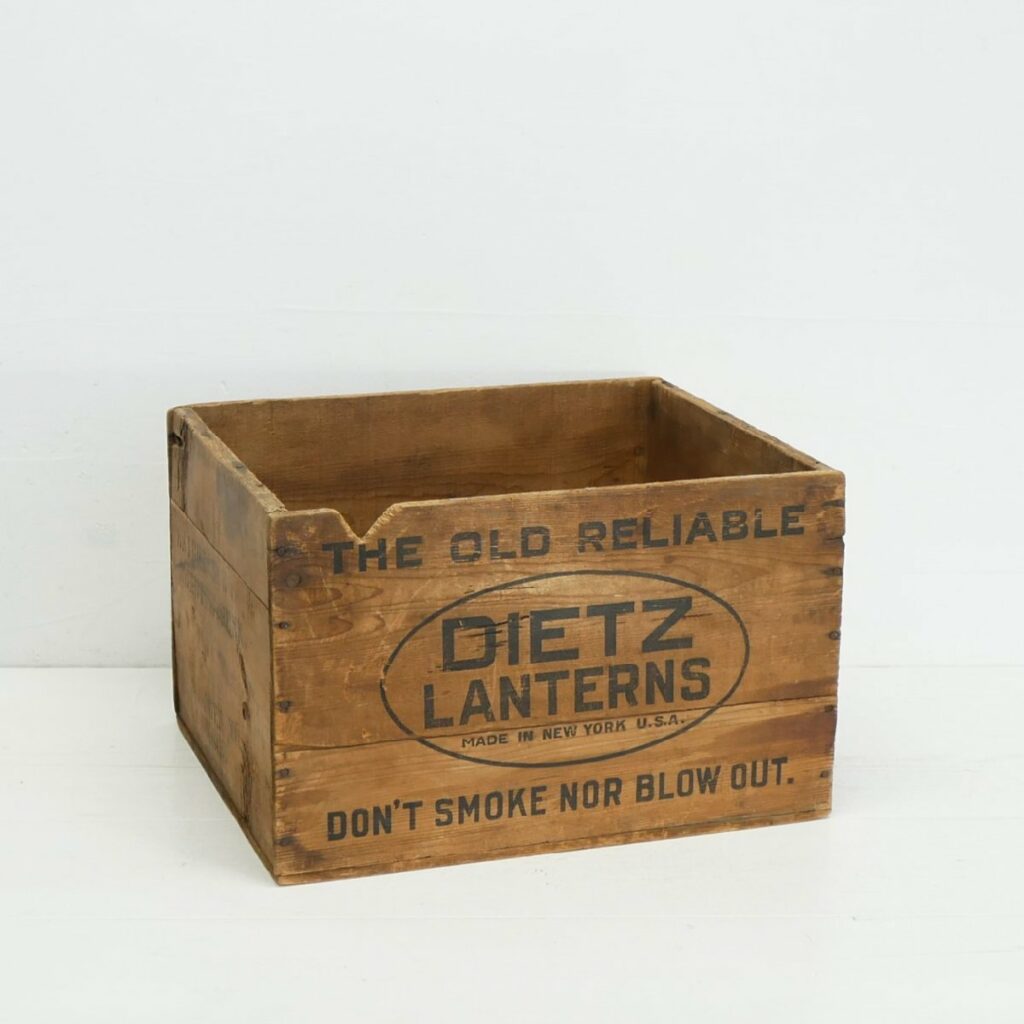 THE OLD RELIABLE
DIETZ
LANTERNS
MADE IN NEW YORK U.S.A.
DON'T SMOKE NOR BLOW OUT.